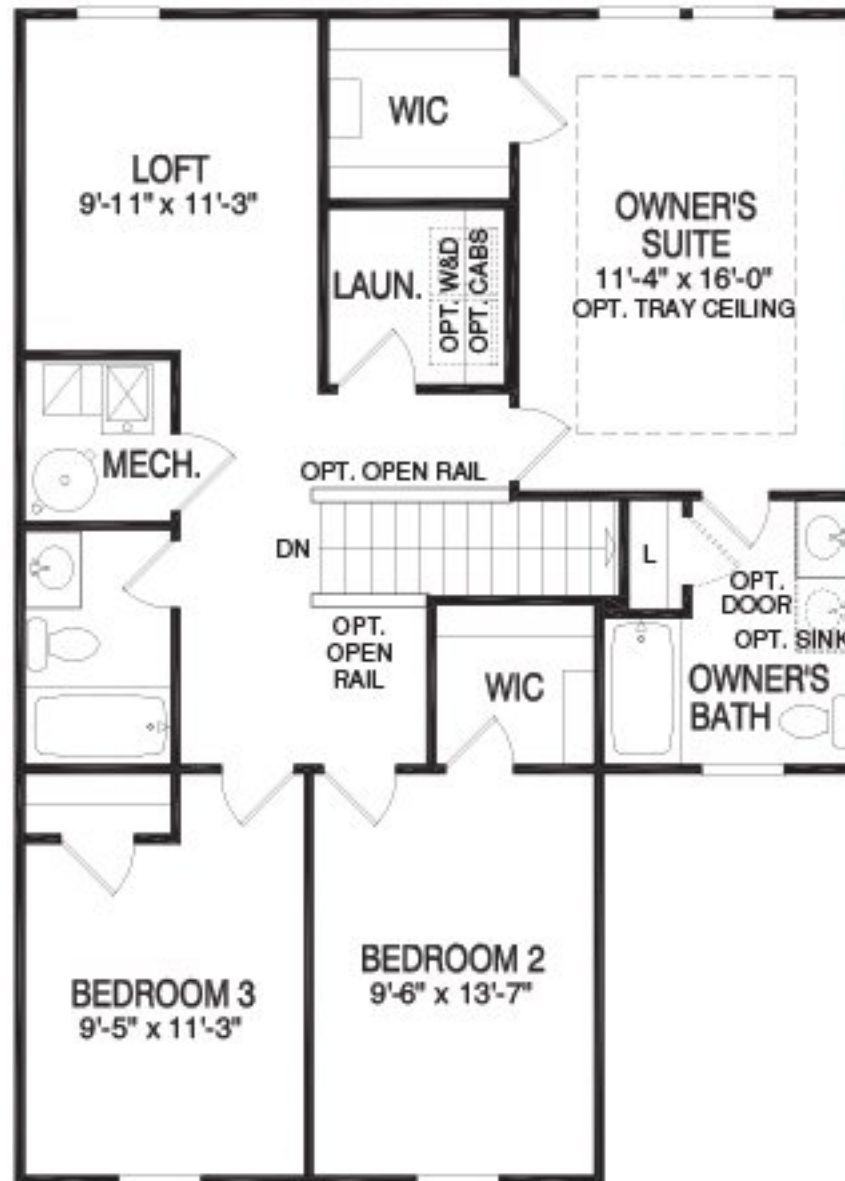 WIC
LOFT
9'-11" x 11'-3"
OWNER'S
SUITE
11'-4" x 16'-0"
OPT. TRAY CEILING
LAUN.
OPT. W&D
OPT. CABS
MECH.
OPT. OPEN RAIL
DN
L
OPT.
DOOR
OPT. SINK
OPT.
OPEN
RAIL
WIC
OWNER'S
BATH
BEDROOM 2
9'-6" x 13'-7"
BEDROOM 3
9'-5" x 11'-3"